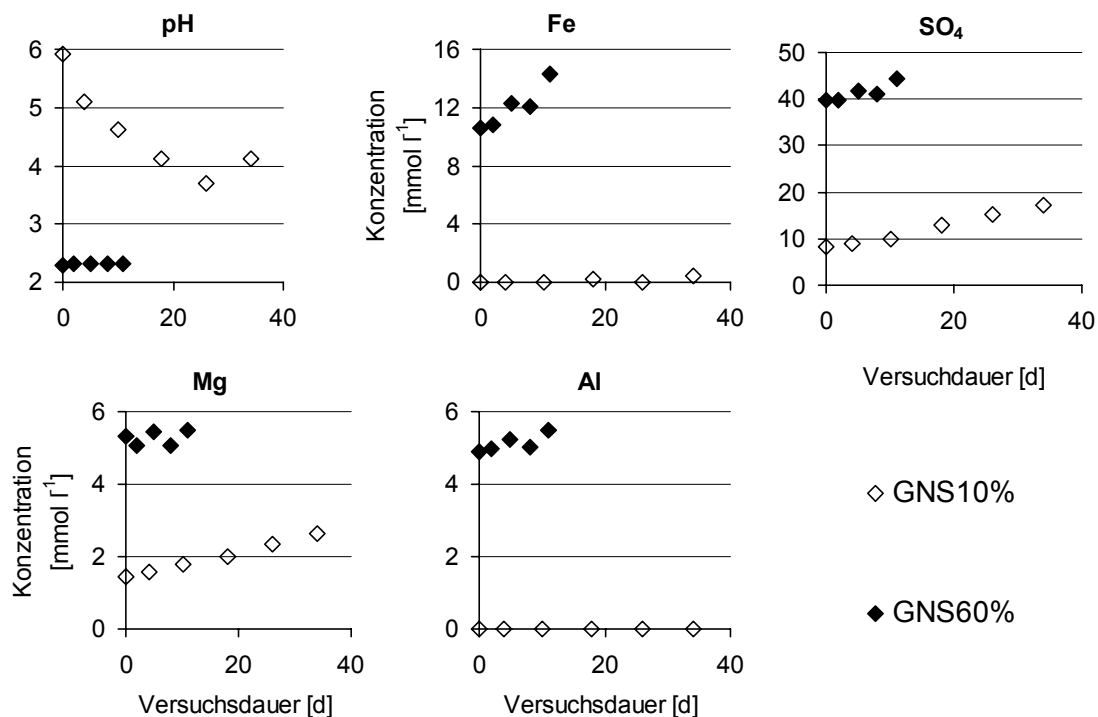 pH
6
5
4
3
2
0 20 40
Fe
Konzentration
[mmol l⁻¹]
16
12
8
4
0
0 20 40
SO₄
50
40
30
20
10
0
0 20 40
Versuchdauer [d]
Mg
Konzentration
[mmol l⁻¹]
6
4
2
0
0 20 40
Versuchsdauer [d]
Al
6
4
2
0
0 20 40
Versuchsdauer [d]
GNS10%
GNS60%